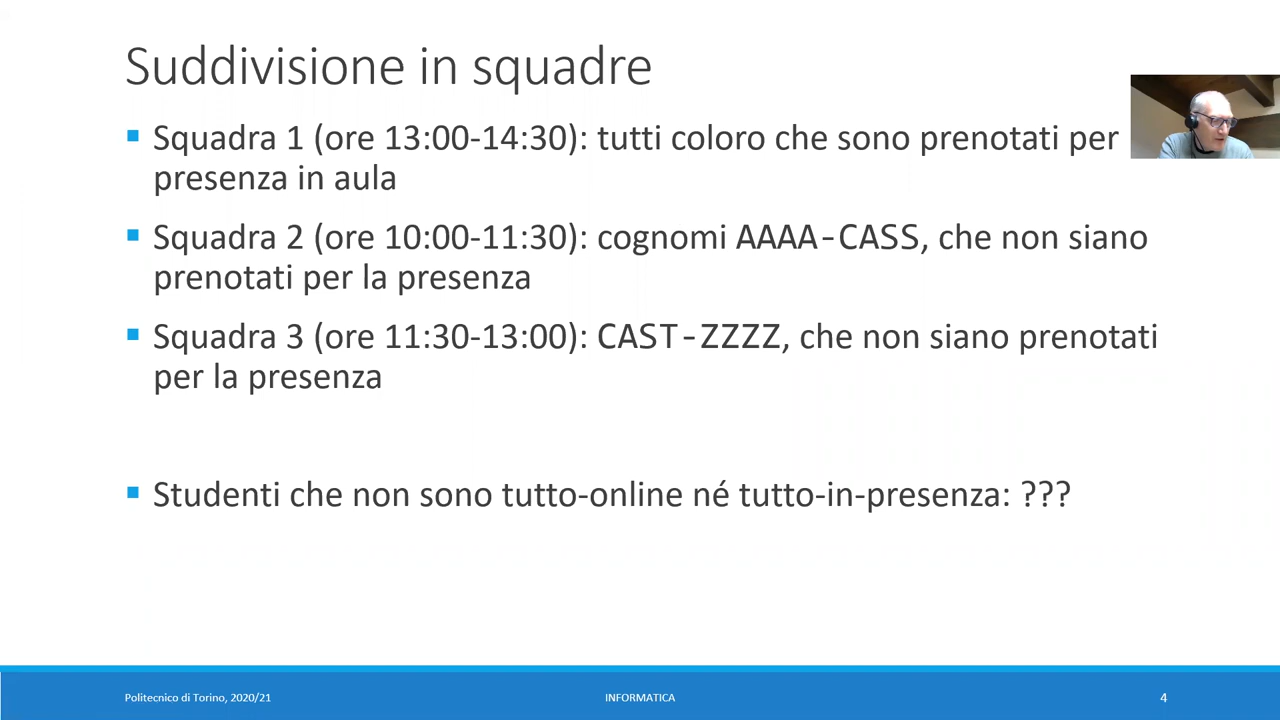 Suddivisione in squadre
Squadra 1 (ore 13:00-14:30): tutti coloro che sono prenotati per
presenza in aula
Squadra 2 (ore 10:00-11:30): cognomi AAAA-CASS, che non siano
prenotati per la presenza
Squadra 3 (ore 11:30-13:00): CAST-ZZZZ, che non siano prenotati
per la presenza
Studenti che non sono tutto-online né tutto-in-presenza: ???
Politecnico di Torino, 2020/21
INFORMATICA
4